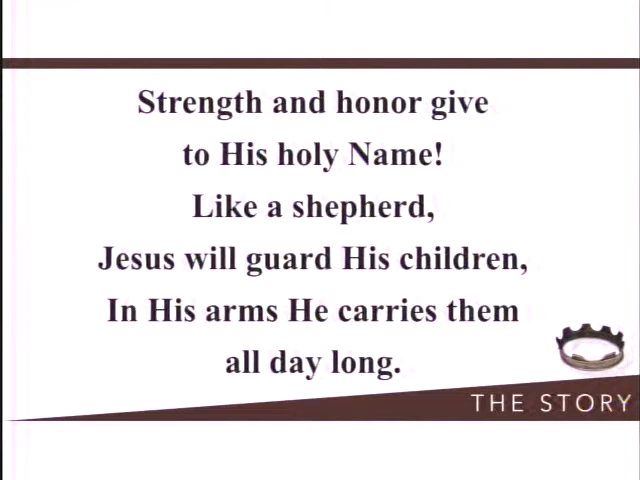 Strength and honor give
to His holy Name!
Like a shepherd,
Jesus will guard His children,
In His arms He carries them
all day long.
THE STORY